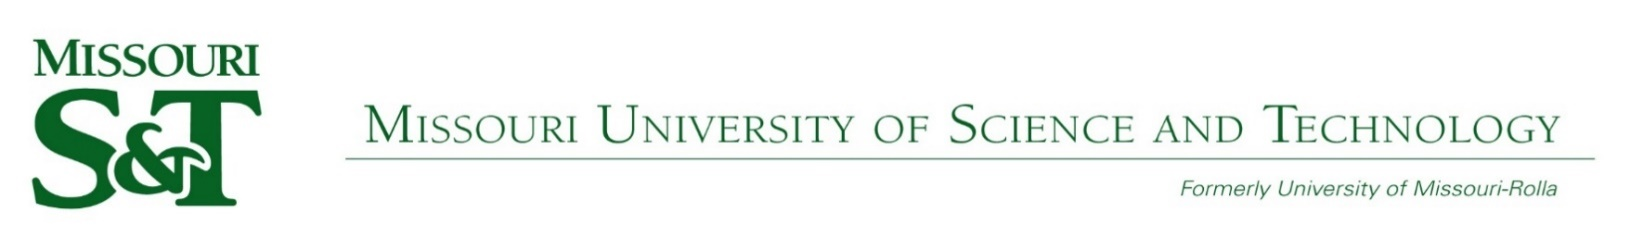 MISSOURI
S&T
MISSOURI UNIVERSITY OF SCIENCE AND TECHNOLOGY
Formerly University of Missouri-Rolla